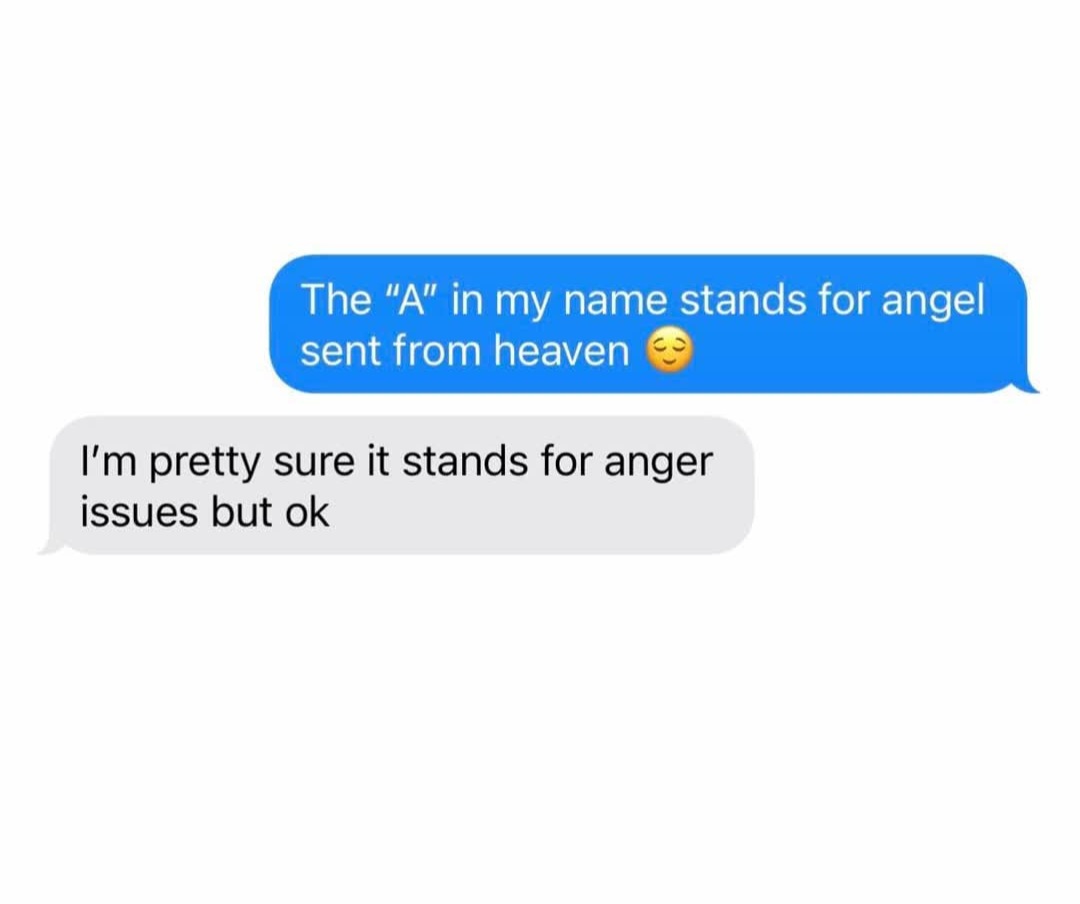 The "A" in my name stands for angel
sent from heaven 😌
I'm pretty sure it stands for anger
issues but ok